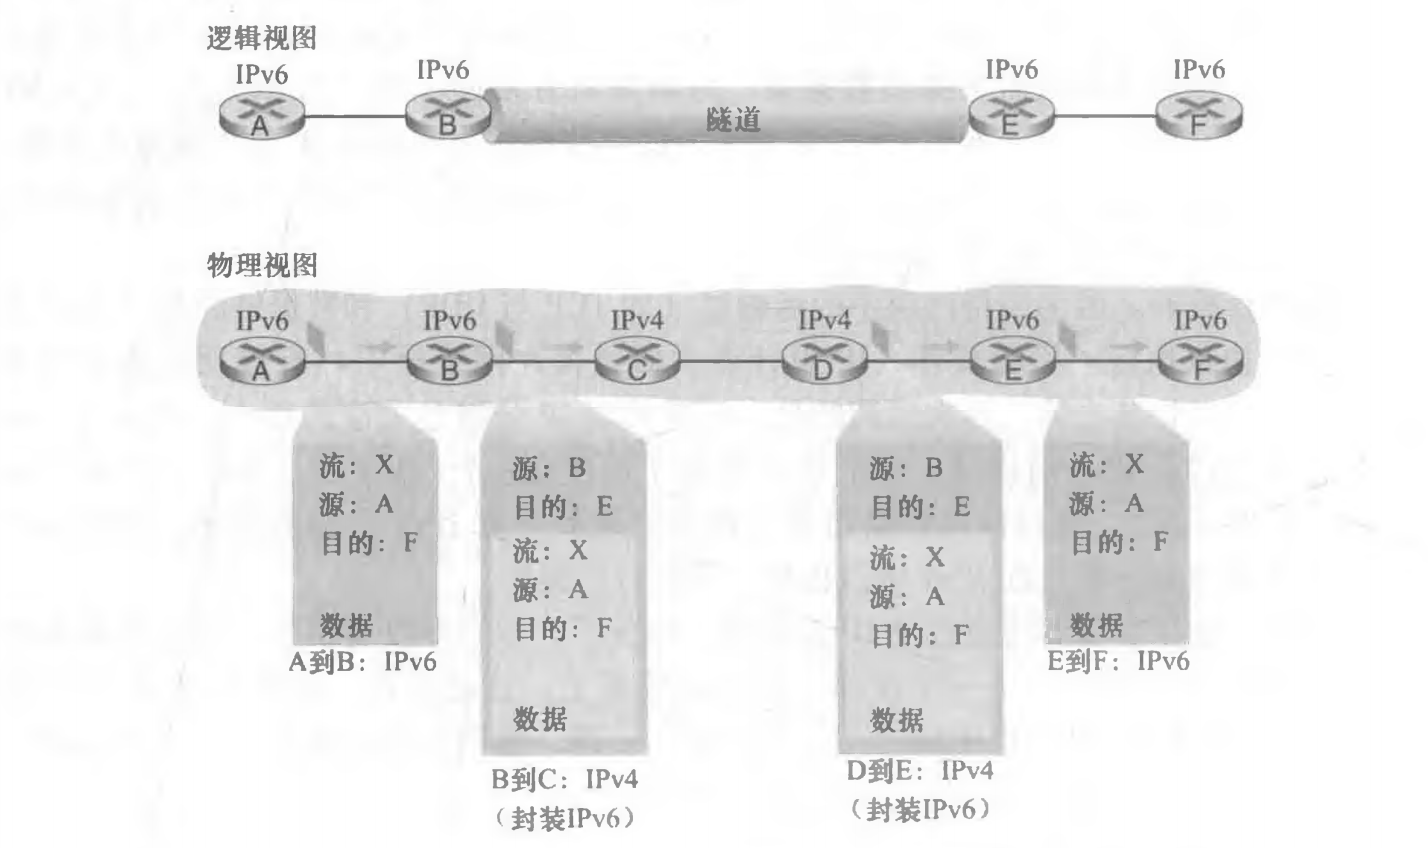 逻辑视图
IPv6 IPv6 IPv6 IPv6
A B 隧道 E F
物理视图
IPv6 IPv6 IPv4 IPv4 IPv6 IPv6
A B C D E F
流：X
源：A
目的：F
数据
A到B：IPv6
源：B
目的：E
流：X
源：A
目的：F
数据
B到C：IPv4
（封装IPv6）
源：B
目的：E
流：X
源：A
目的：F
数据
D到E：IPv4
（封装IPv6）
流：X
源：A
目的：F
数据
E到F：IPv6